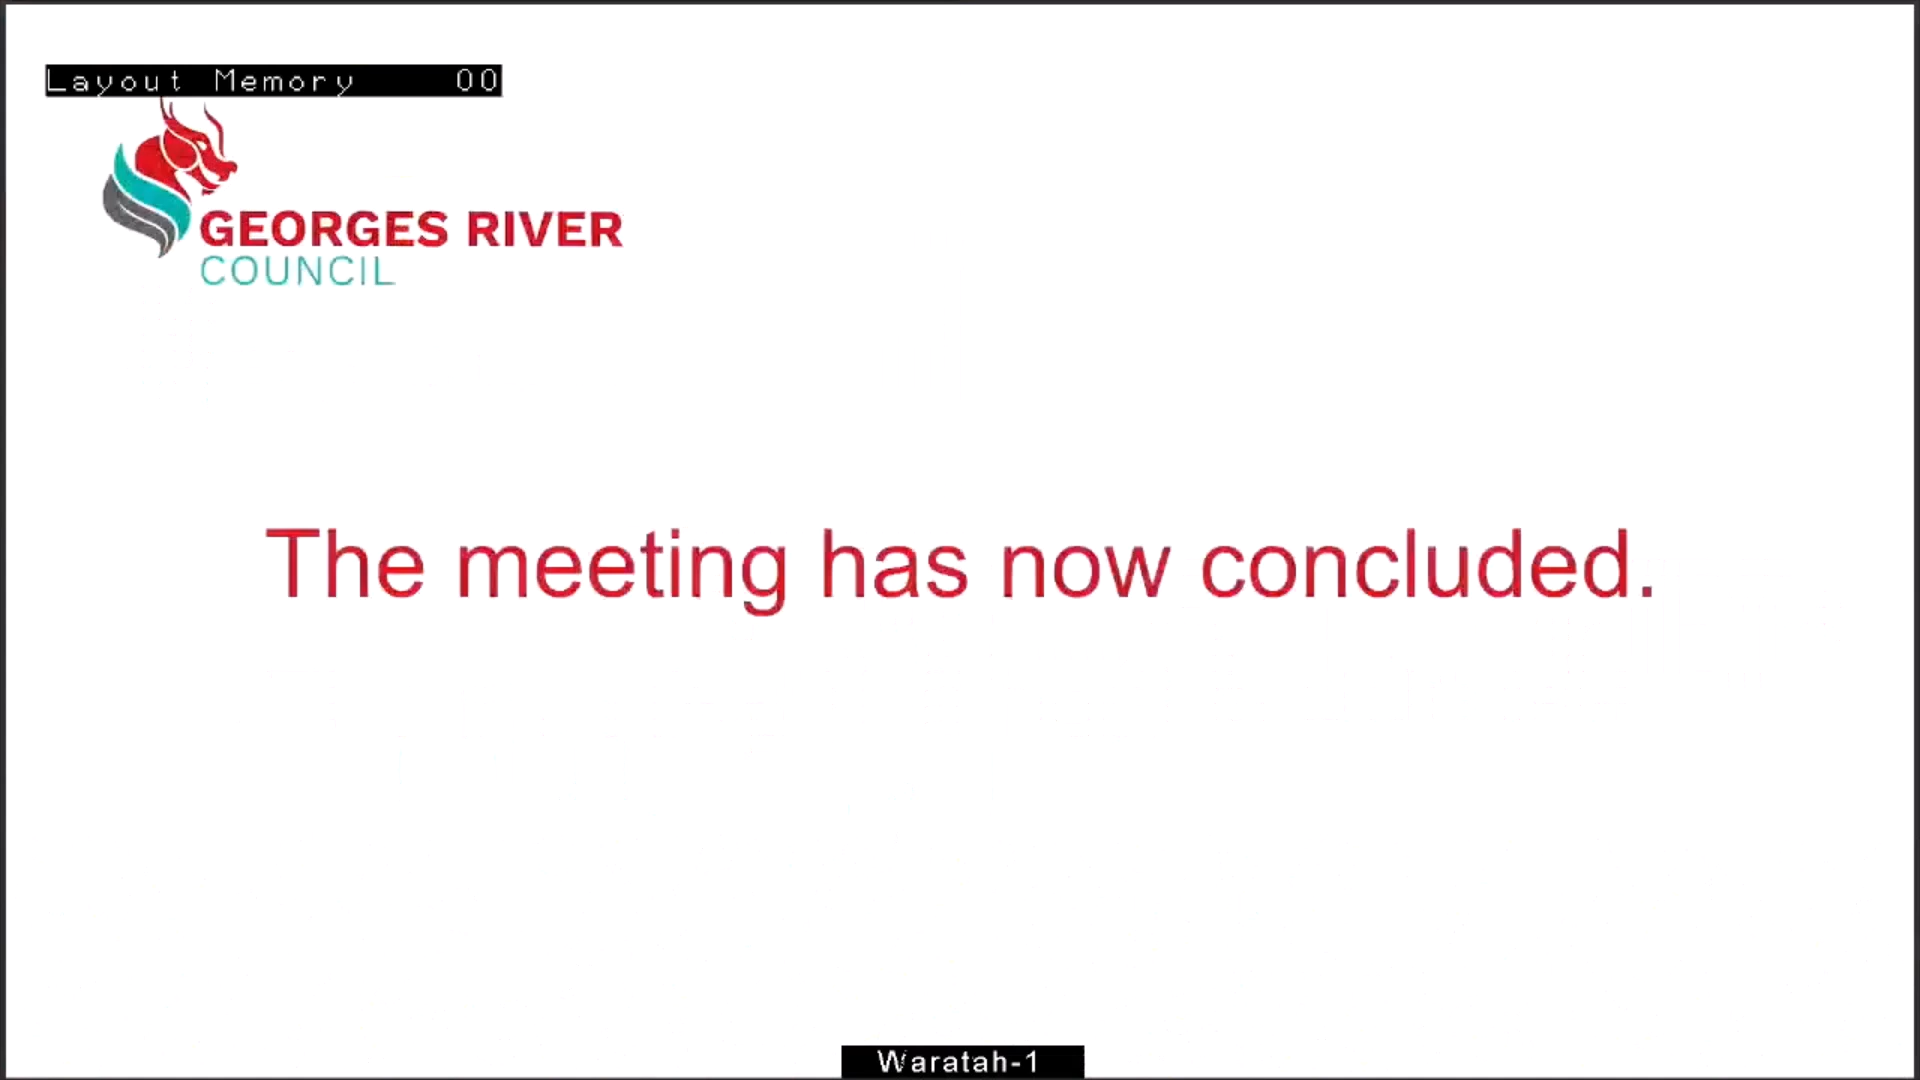 Layout Memory 00
GEORGES RIVER
COUNCIL
The meeting has now concluded.
Waratah-1